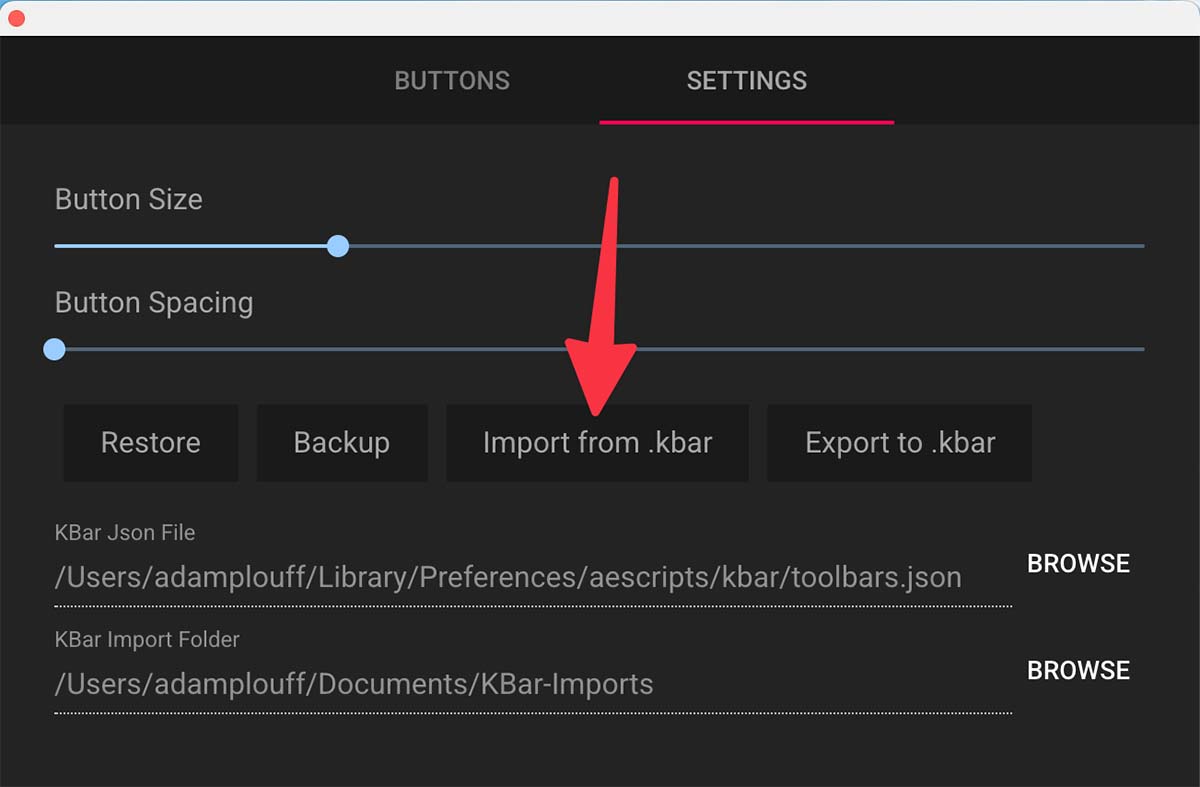 BUTTONS SETTINGS
Button Size
Button Spacing
Restore Backup Import from .kbar Export to .kbar
KBar Json File
/Users/adamplouff/Library/Preferences/aescripts/kbar/toolbars.json BROWSE
KBar Import Folder
/Users/adamplouff/Documents/KBar-Imports BROWSE